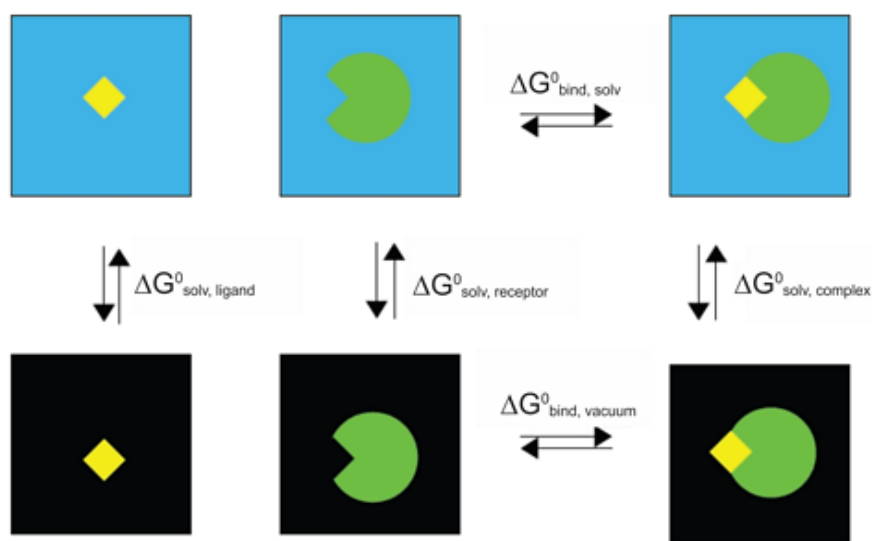 ΔG⁰bind, solv
ΔG⁰solv, ligand
ΔG⁰solv, receptor
ΔG⁰solv, complex
ΔG⁰bind, vacuum